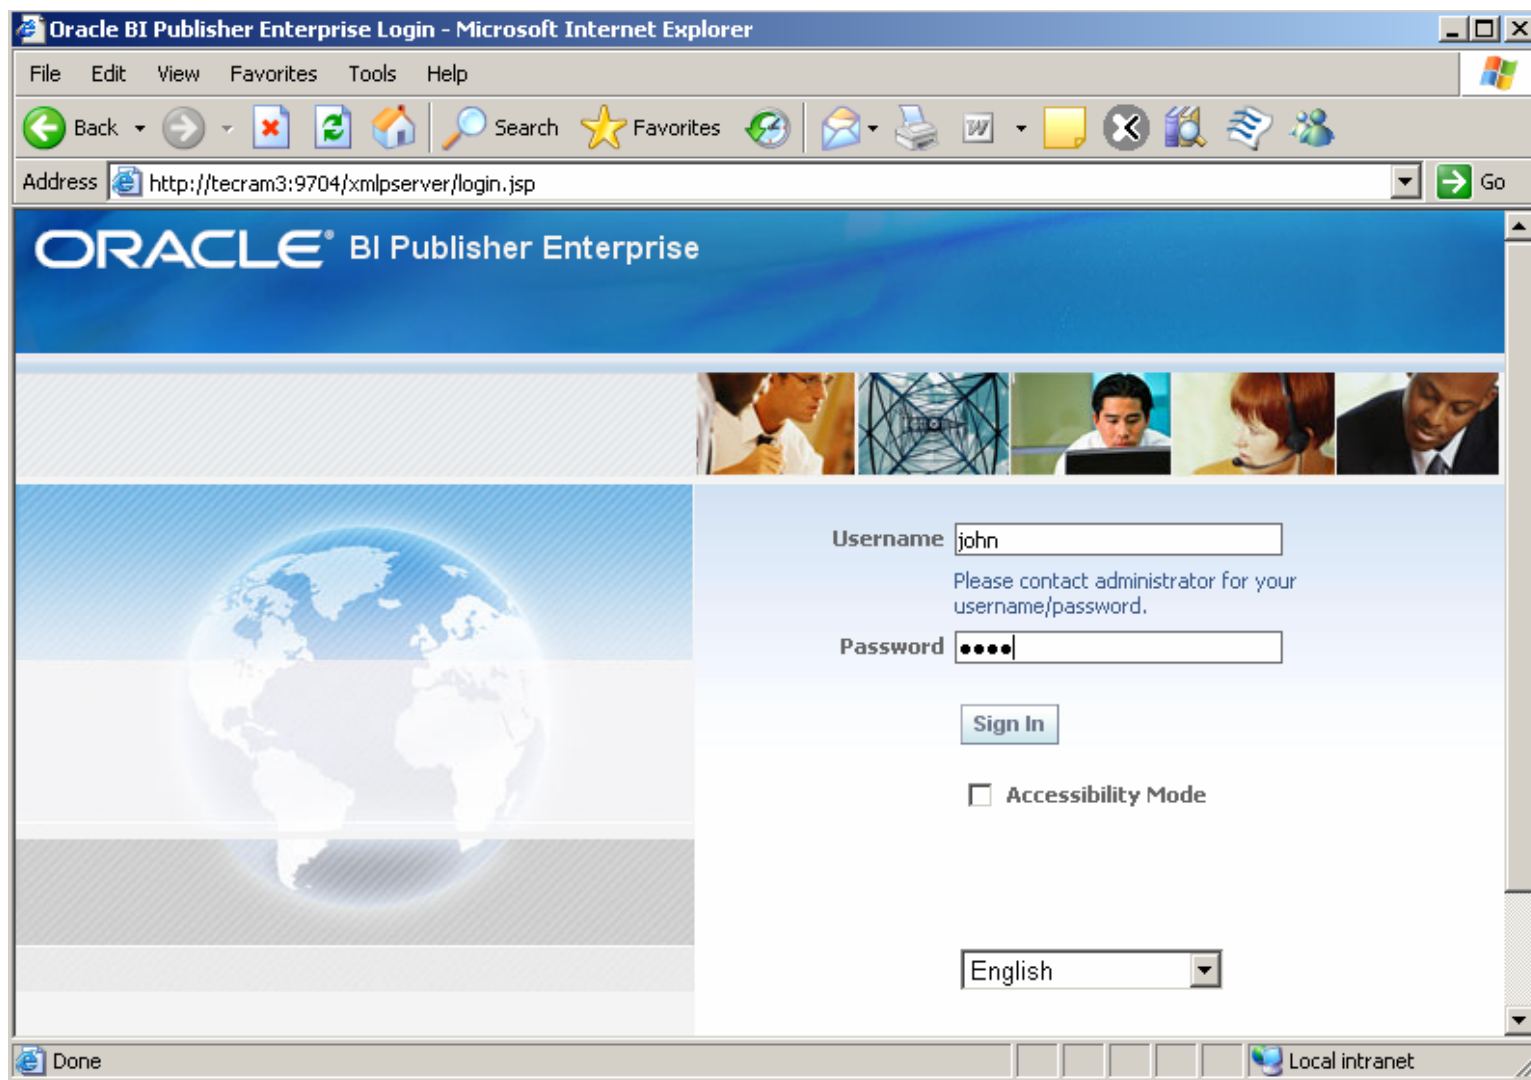 Oracle BI Publisher Enterprise Login - Microsoft Internet Explorer
File Edit View Favorites Tools Help
Back Search Favorites W
Address http://tecram3:9704/xmlpserver/login.jsp Go
ORACLE® BI Publisher Enterprise
Username john
Please contact administrator for your
username/password.
Password ●●●●
Sign In
Accessibility Mode
English
Done Local intranet